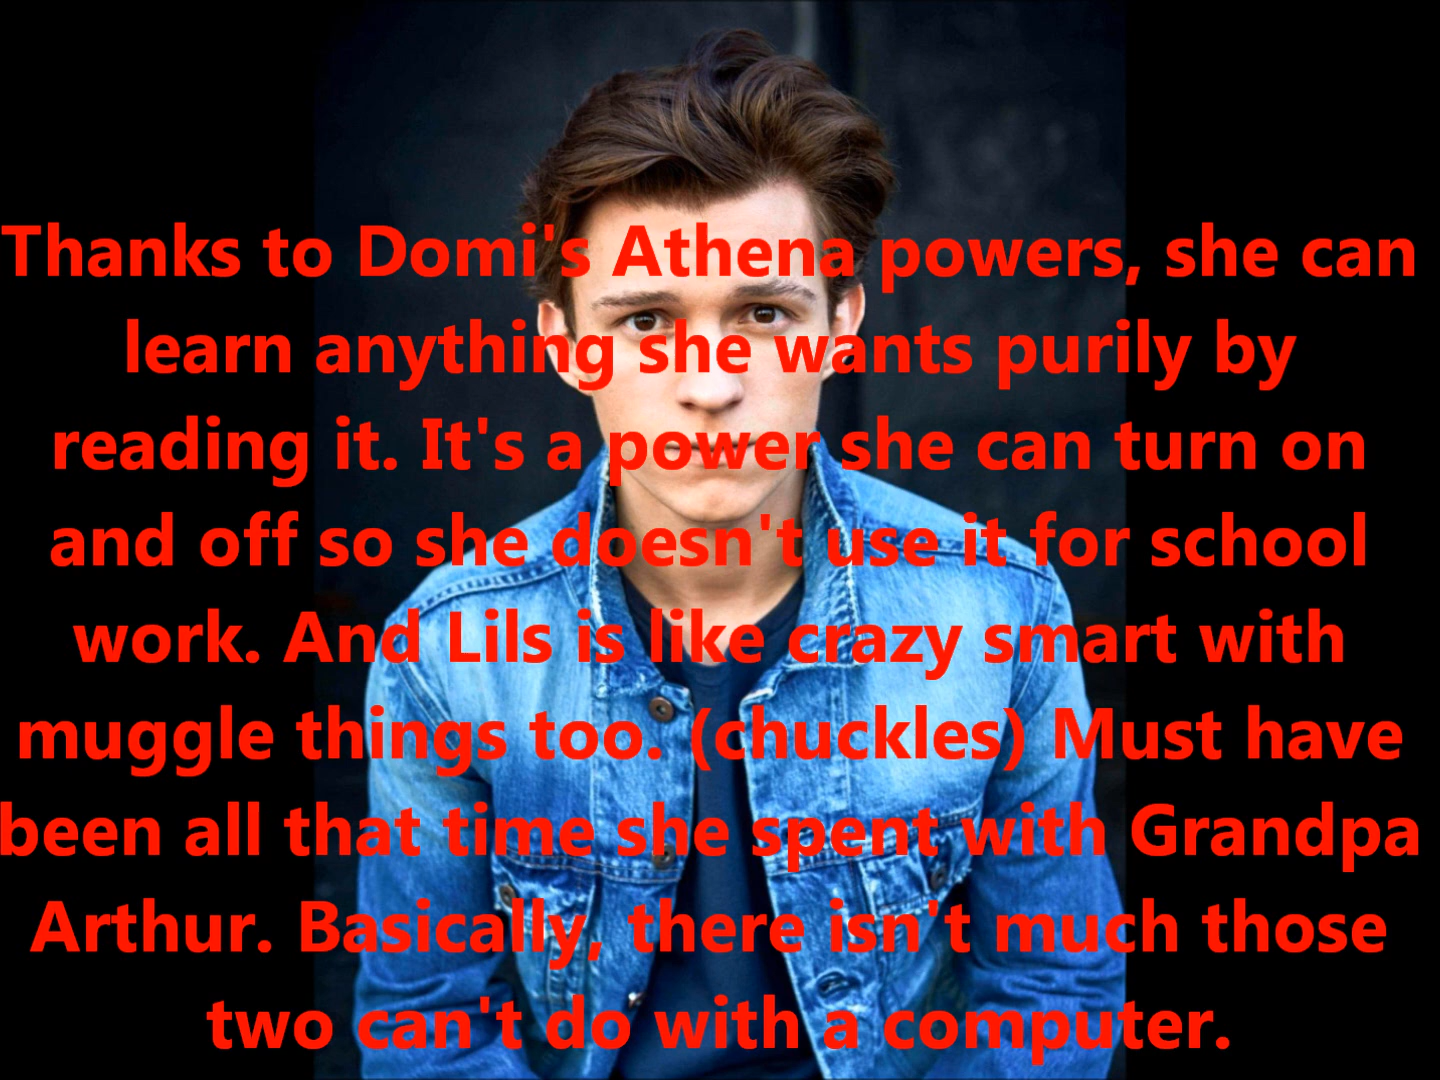 Thanks to Domi's Athena powers, she can
learn anything she wants purily by
reading it. It's a power she can turn on
and off so she doesn't use it for school
work. And Lils is like crazy smart with
muggle things too. (chuckles) Must have
been all that time she spent with Grandpa
Arthur. Basically, there isn't much those
two can't do with a computer.